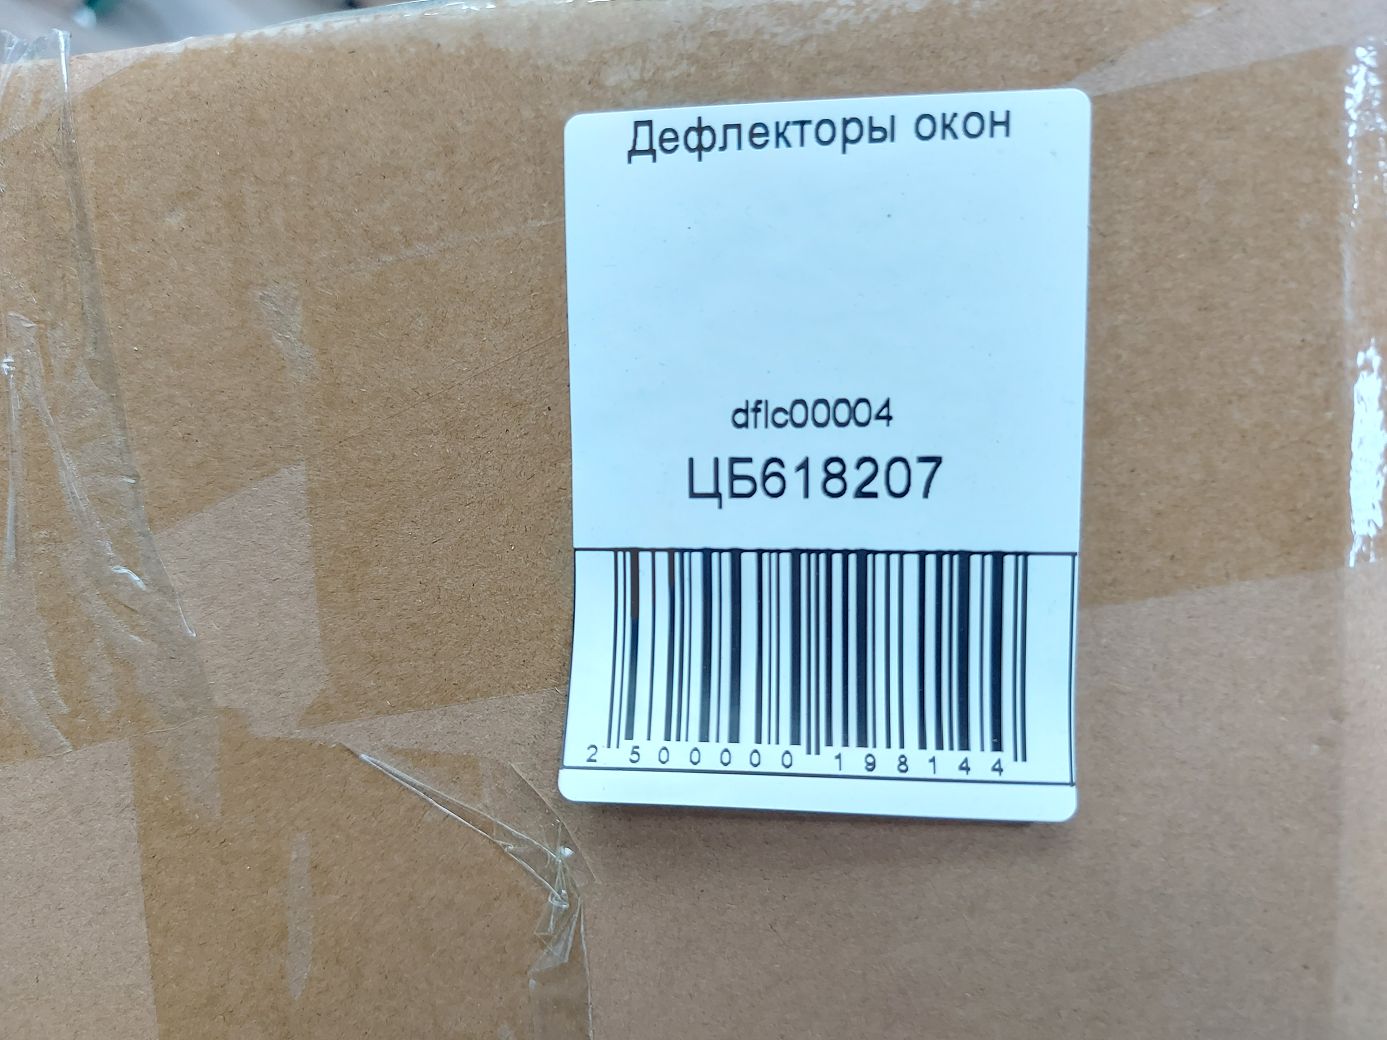 Дефлекторы окон
dflc00004
ЦБ618207
2 500000 198144